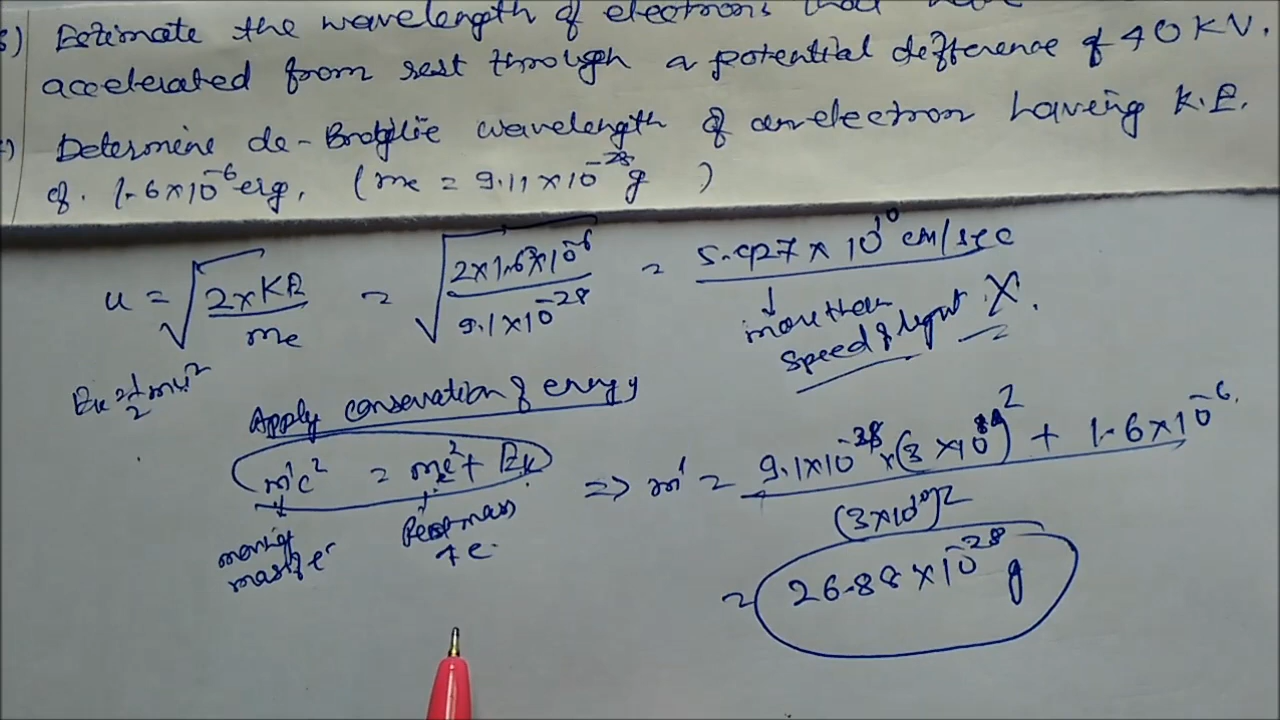 Estimate the wavelength of electrons that
accelerated from rest through a potential difference of 40 KV.
Determine de-Broglie wavelength of an electron having K.E.
of. 1.6×10⁻⁶ erg, (me = 9.11×10⁻²⁸ g )
u = √(2×KE / me) = √(2×1.6×10⁻⁶ / 9.1×10⁻²⁸) = 5.927 × 10¹⁰ cm/sec
↓ more than speed of light X.
Ek = ½mu²
Apply conservation of energy
m'c² = mc² + Ek ⇒ m' = (9.1×10⁻²⁸ × (3×10¹⁰)² + 1.6×10⁻⁶) / (3×10¹⁰)²
moving mass of e⁻
Rest mass of e⁻
= 26.88 × 10⁻²⁸ g